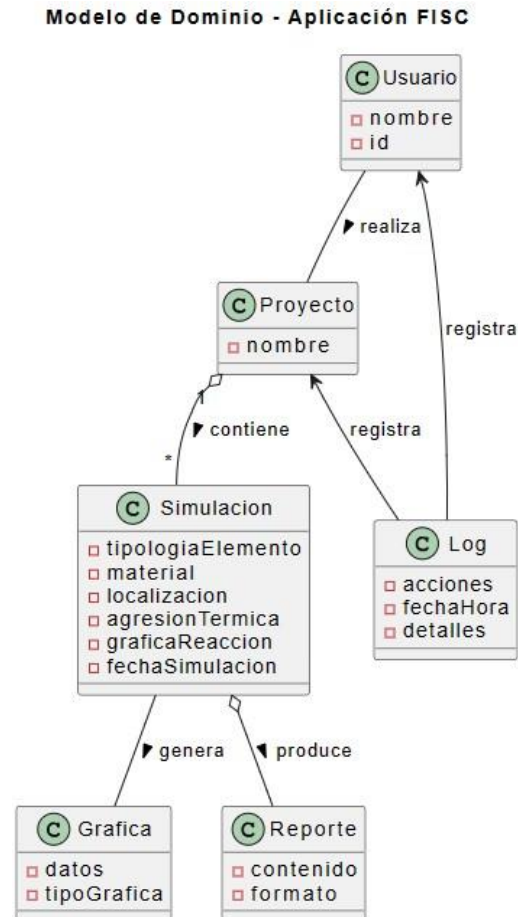 Modelo de Dominio - Aplicación FISC
C Usuario
nombre
id
realiza
C Proyecto
nombre
registra
1
contiene
registra
*
C Simulacion
tipologiaElemento
material
localizacion
agresionTermica
graficaReaccion
fechaSimulacion
C Log
acciones
fechaHora
detalles
genera
produce
C Grafica
datos
tipoGrafica
C Reporte
contenido
formato